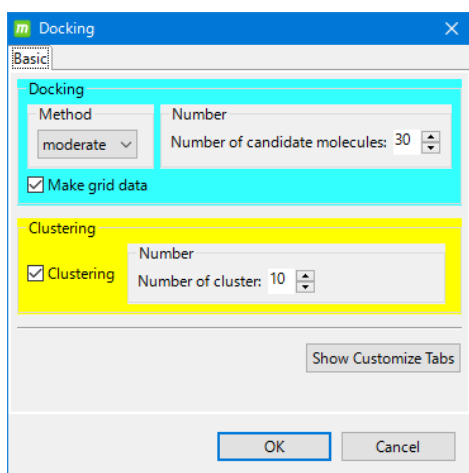 m Docking
Basic
Docking
Method
moderate
Number
Number of candidate molecules: 30
Make grid data
Clustering
Clustering
Number
Number of cluster: 10
Show Customize Tabs
OK
Cancel